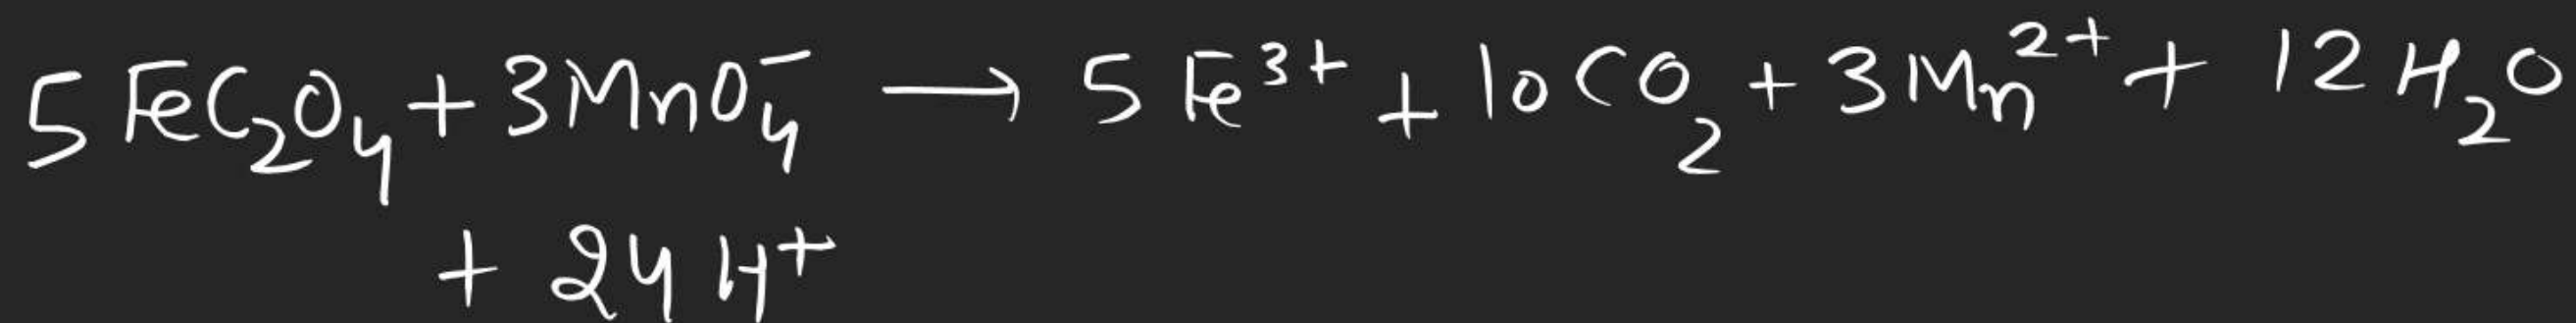 5 FeC₂O₄ + 3MnO₄⁻ → 5 Fe³⁺ + 10 CO₂ + 3Mn²⁺ + 12 H₂O
+ 24 H⁺